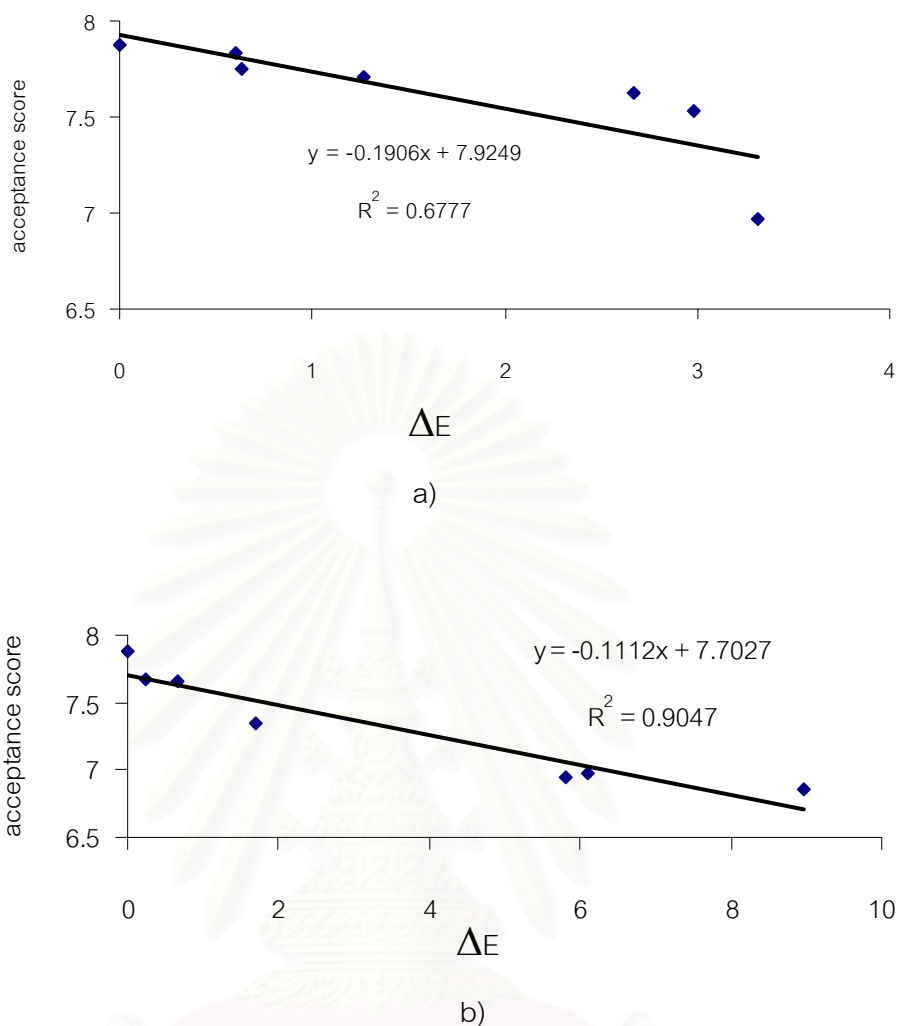 8
7.5
7
6.5
acceptance score
y = -0.1906x + 7.9249
R² = 0.6777
0 1 2 3 4
ΔE
a)
8
7.5
7
6.5
acceptance score
y = -0.1112x + 7.7027
R² = 0.9047
0 2 4 6 8 10
ΔE
b)